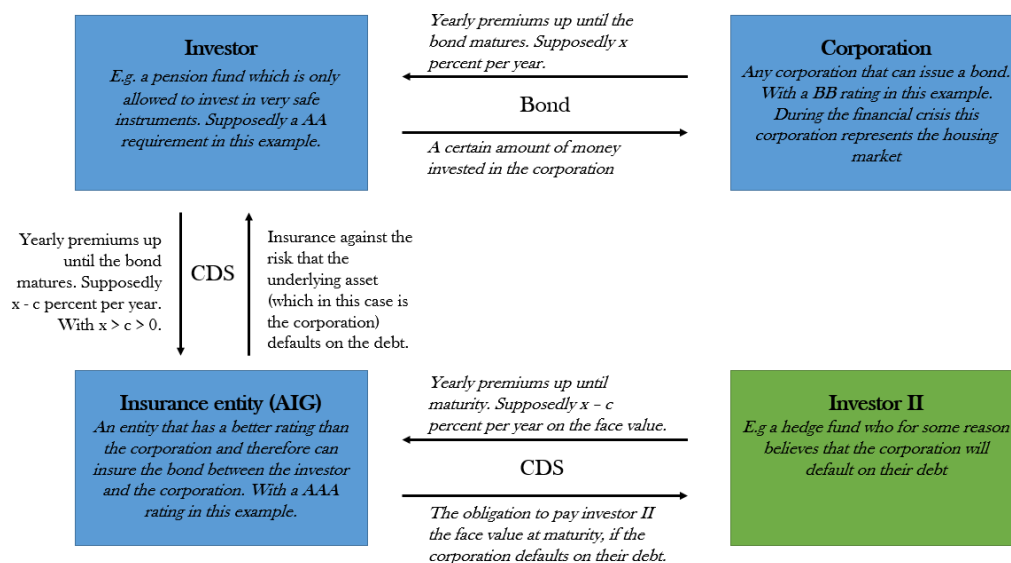 Investor
E.g. a pension fund which is only
allowed to invest in very safe
instruments. Supposedly a AA
requirement in this example.
Yearly premiums up until the
bond matures. Supposedly x
percent per year.
Bond
A certain amount of money
invested in the corporation
Corporation
Any corporation that can issue a bond.
With a BB rating in this example.
During the financial crisis this
corporation represents the housing
market
Yearly premiums up
until the bond
matures. Supposedly
x - c percent per year.
With x > c > 0.
CDS
Insurance against the
risk that the
underlying asset
(which in this case is
the corporation)
defaults on the debt.
Insurance entity (AIG)
An entity that has a better rating than
the corporation and therefore can
insure the bond between the investor
and the corporation. With a AAA
rating in this example.
Yearly premiums up until
maturity. Supposedly x – c
percent per year on the face value.
CDS
The obligation to pay investor II
the face value at maturity, if the
corporation defaults on their debt.
Investor II
E.g a hedge fund who for some reason
believes that the corporation will
default on their debt